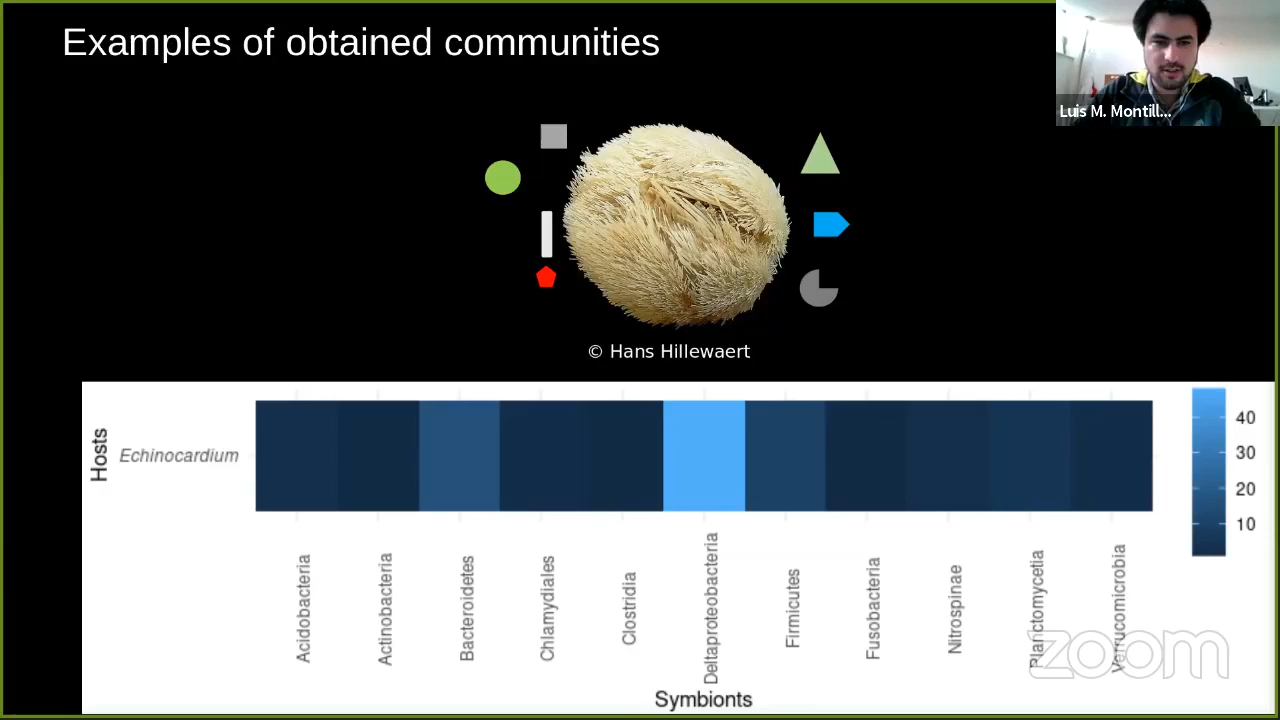 Examples of obtained communities
Luis M. Montill...
© Hans Hillewaert
Hosts
Echinocardium
40
30
20
10
Acidobacteria
Actinobacteria
Bacteroidetes
Chlamydiales
Clostridia
Deltaproteobacteria
Firmicutes
Fusobacteria
Nitrospinae
Planctomycetia
Verrucomicrobia
Symbionts
zoom